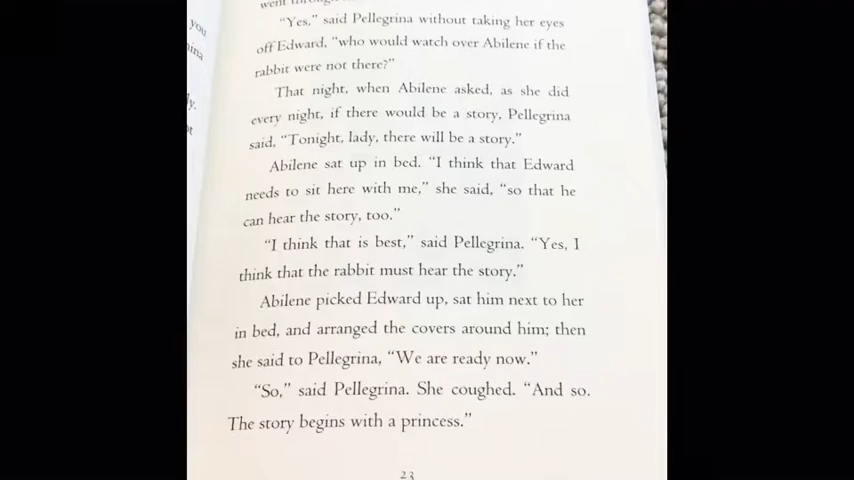 you
"Yes," said Pellegrina without taking her eyes
off Edward, "who would watch over Abilene if the
rabbit were not there?"
That night, when Abilene asked, as she did
every night, if there would be a story, Pellegrina
said, "Tonight, lady, there will be a story."
Abilene sat up in bed. "I think that Edward
needs to sit here with me," she said, "so that he
can hear the story, too."
"I think that is best," said Pellegrina. "Yes, I
think that the rabbit must hear the story."
Abilene picked Edward up, sat him next to her
in bed, and arranged the covers around him; then
she said to Pellegrina, "We are ready now."
"So," said Pellegrina. She coughed. "And so.
The story begins with a princess."
23